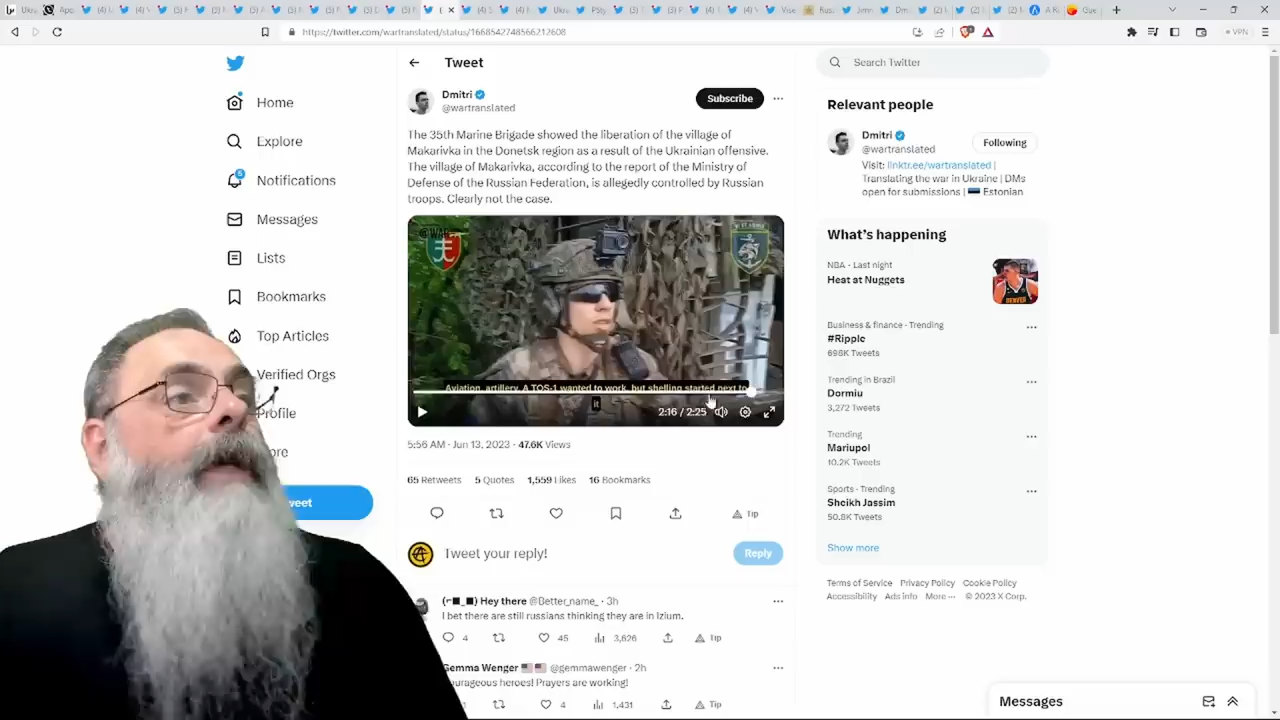 https://twitter.com/wartranslated/status/1668542748566212608
VPN
Home
Explore
6
Notifications
Messages
Lists
Bookmarks
Top Articles
Verified Orgs
Profile
Tweet
Dmitri
@wartranslated
Subscribe
The 35th Marine Brigade showed the liberation of the village of
Makarivka in the Donetsk region as a result of the Ukrainian offensive.
The village of Makarivka, according to the report of the Ministry of
Defense of the Russian Federation, is allegedly controlled by Russian
troops. Clearly not the case.
Aviation, artillery. A TOS-1 wanted to work, but shelling started next to
it
2:16 / 2:25
5:56 AM · Jun 13, 2023 · 47.6K Views
65 Retweets 5 Quotes 1,559 Likes 16 Bookmarks
Tip
Tweet your reply!
Reply
Hey there @Better_name_ · 3h
I bet there are still russians thinking they are in Izium.
4 45 3,626 Tip
Gemma Wenger @gemmawenger · 2h
ourageous heroes! Prayers are working!
4 1,431 Tip
Search Twitter
Relevant people
Dmitri
@wartranslated
Following
Visit: linktr.ee/wartranslated |
Translating the war in Ukraine | DMs
open for submissions | Estonian
What's happening
NBA · Last night
Heat at Nuggets
Business & finance · Trending
#Ripple
698K Tweets
Trending in Brazil
Dormiu
3,272 Tweets
Trending
Mariupol
10.2K Tweets
Sports · Trending
Sheikh Jassim
50.8K Tweets
Show more
Terms of Service Privacy Policy Cookie Policy
Accessibility Ads info More ··· © 2023 X Corp.
Messages